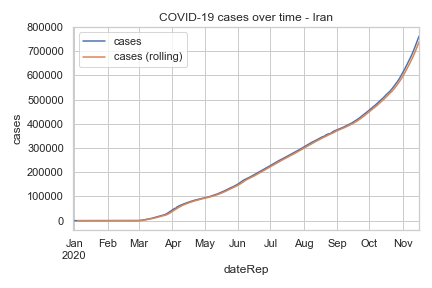 COVID-19 cases over time - Iran
cases
cases (rolling)
800000
700000
600000
500000
400000
300000
200000
100000
0
cases
Jan Feb Mar Apr May Jun Jul Aug Sep Oct Nov
2020
dateRep